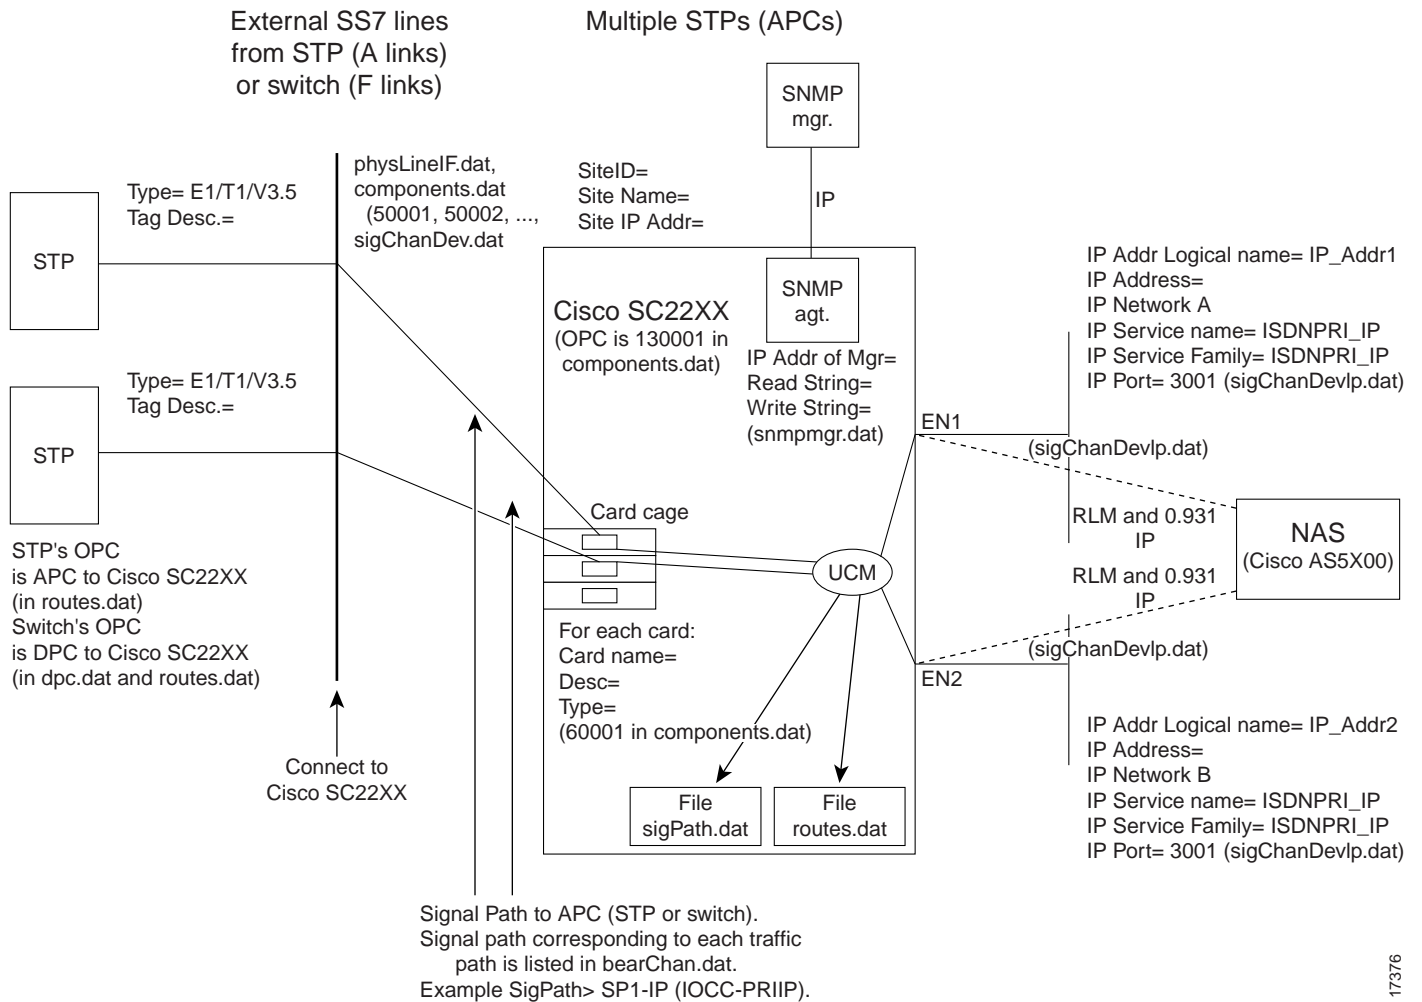 External SS7 lines
from STP (A links)
or switch (F links)
Multiple STPs (APCs)
SNMP
mgr.
IP
physLineIF.dat,
components.dat
(50001, 50002, ...,
sigChanDev.dat
SiteID=
Site Name=
Site IP Addr=
Type= E1/T1/V3.5
Tag Desc.=
STP
Type= E1/T1/V3.5
Tag Desc.=
STP
STP's OPC
is APC to Cisco SC22XX
(in routes.dat)
Switch's OPC
is DPC to Cisco SC22XX
(in dpc.dat and routes.dat)
Connect to
Cisco SC22XX
Cisco SC22XX
(OPC is 130001 in
components.dat)
SNMP
agt.
IP Addr of Mgr=
Read String=
Write String=
(snmpmgr.dat)
Card cage
UCM
For each card:
Card name=
Desc=
Type=
(60001 in components.dat)
File
sigPath.dat
File
routes.dat
EN1
EN2
IP Addr Logical name= IP_Addr1
IP Address=
IP Network A
IP Service name= ISDNPRI_IP
IP Service Family= ISDNPRI_IP
IP Port= 3001 (sigChanDevIp.dat)
(sigChanDevIp.dat)
RLM and 0.931
IP
NAS
(Cisco AS5X00)
RLM and 0.931
IP
(sigChanDevIp.dat)
IP Addr Logical name= IP_Addr2
IP Address=
IP Network B
IP Service name= ISDNPRI_IP
IP Service Family= ISDNPRI_IP
IP Port= 3001 (sigChanDevIp.dat)
Signal Path to APC (STP or switch).
Signal path corresponding to each traffic
path is listed in bearChan.dat.
Example SigPath> SP1-IP (IOCC-PRIIP).
17376